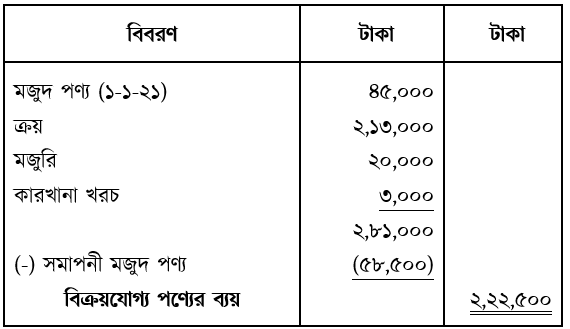 বিবরণ টাকা টাকা
মজুদ পণ্য (১-১-২১) ৪৫,০০০
ক্রয় ২,১৩,০০০
মজুরি ২০,০০০
কারখানা খরচ ৩,০০০
২,৮১,০০০
(-) সমাপনী মজুদ পণ্য (৫৮,৫০০)
বিক্রয়যোগ্য পণ্যের ব্যয় ২,২২,৫০০